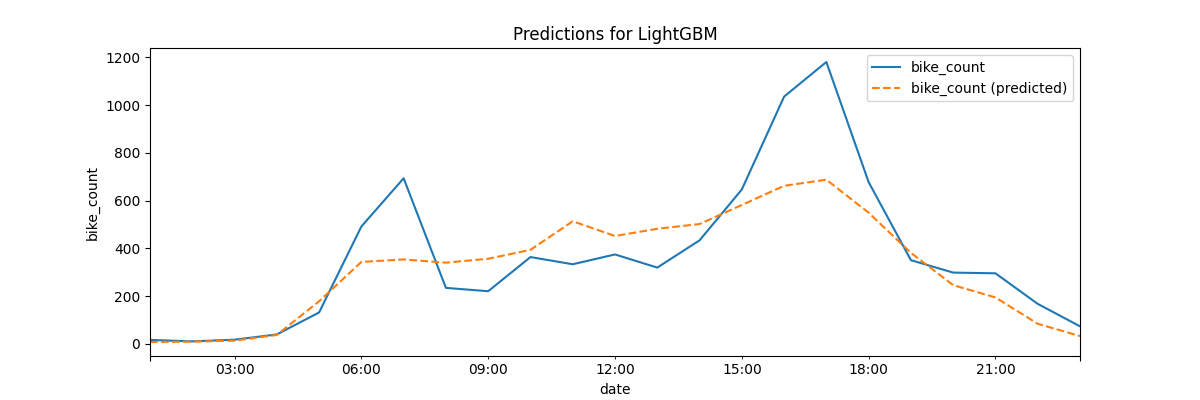 Predictions for LightGBM
bike_count
bike_count (predicted)
1200
1000
800
600
400
200
0
bike_count
03:00 06:00 09:00 12:00 15:00 18:00 21:00
date